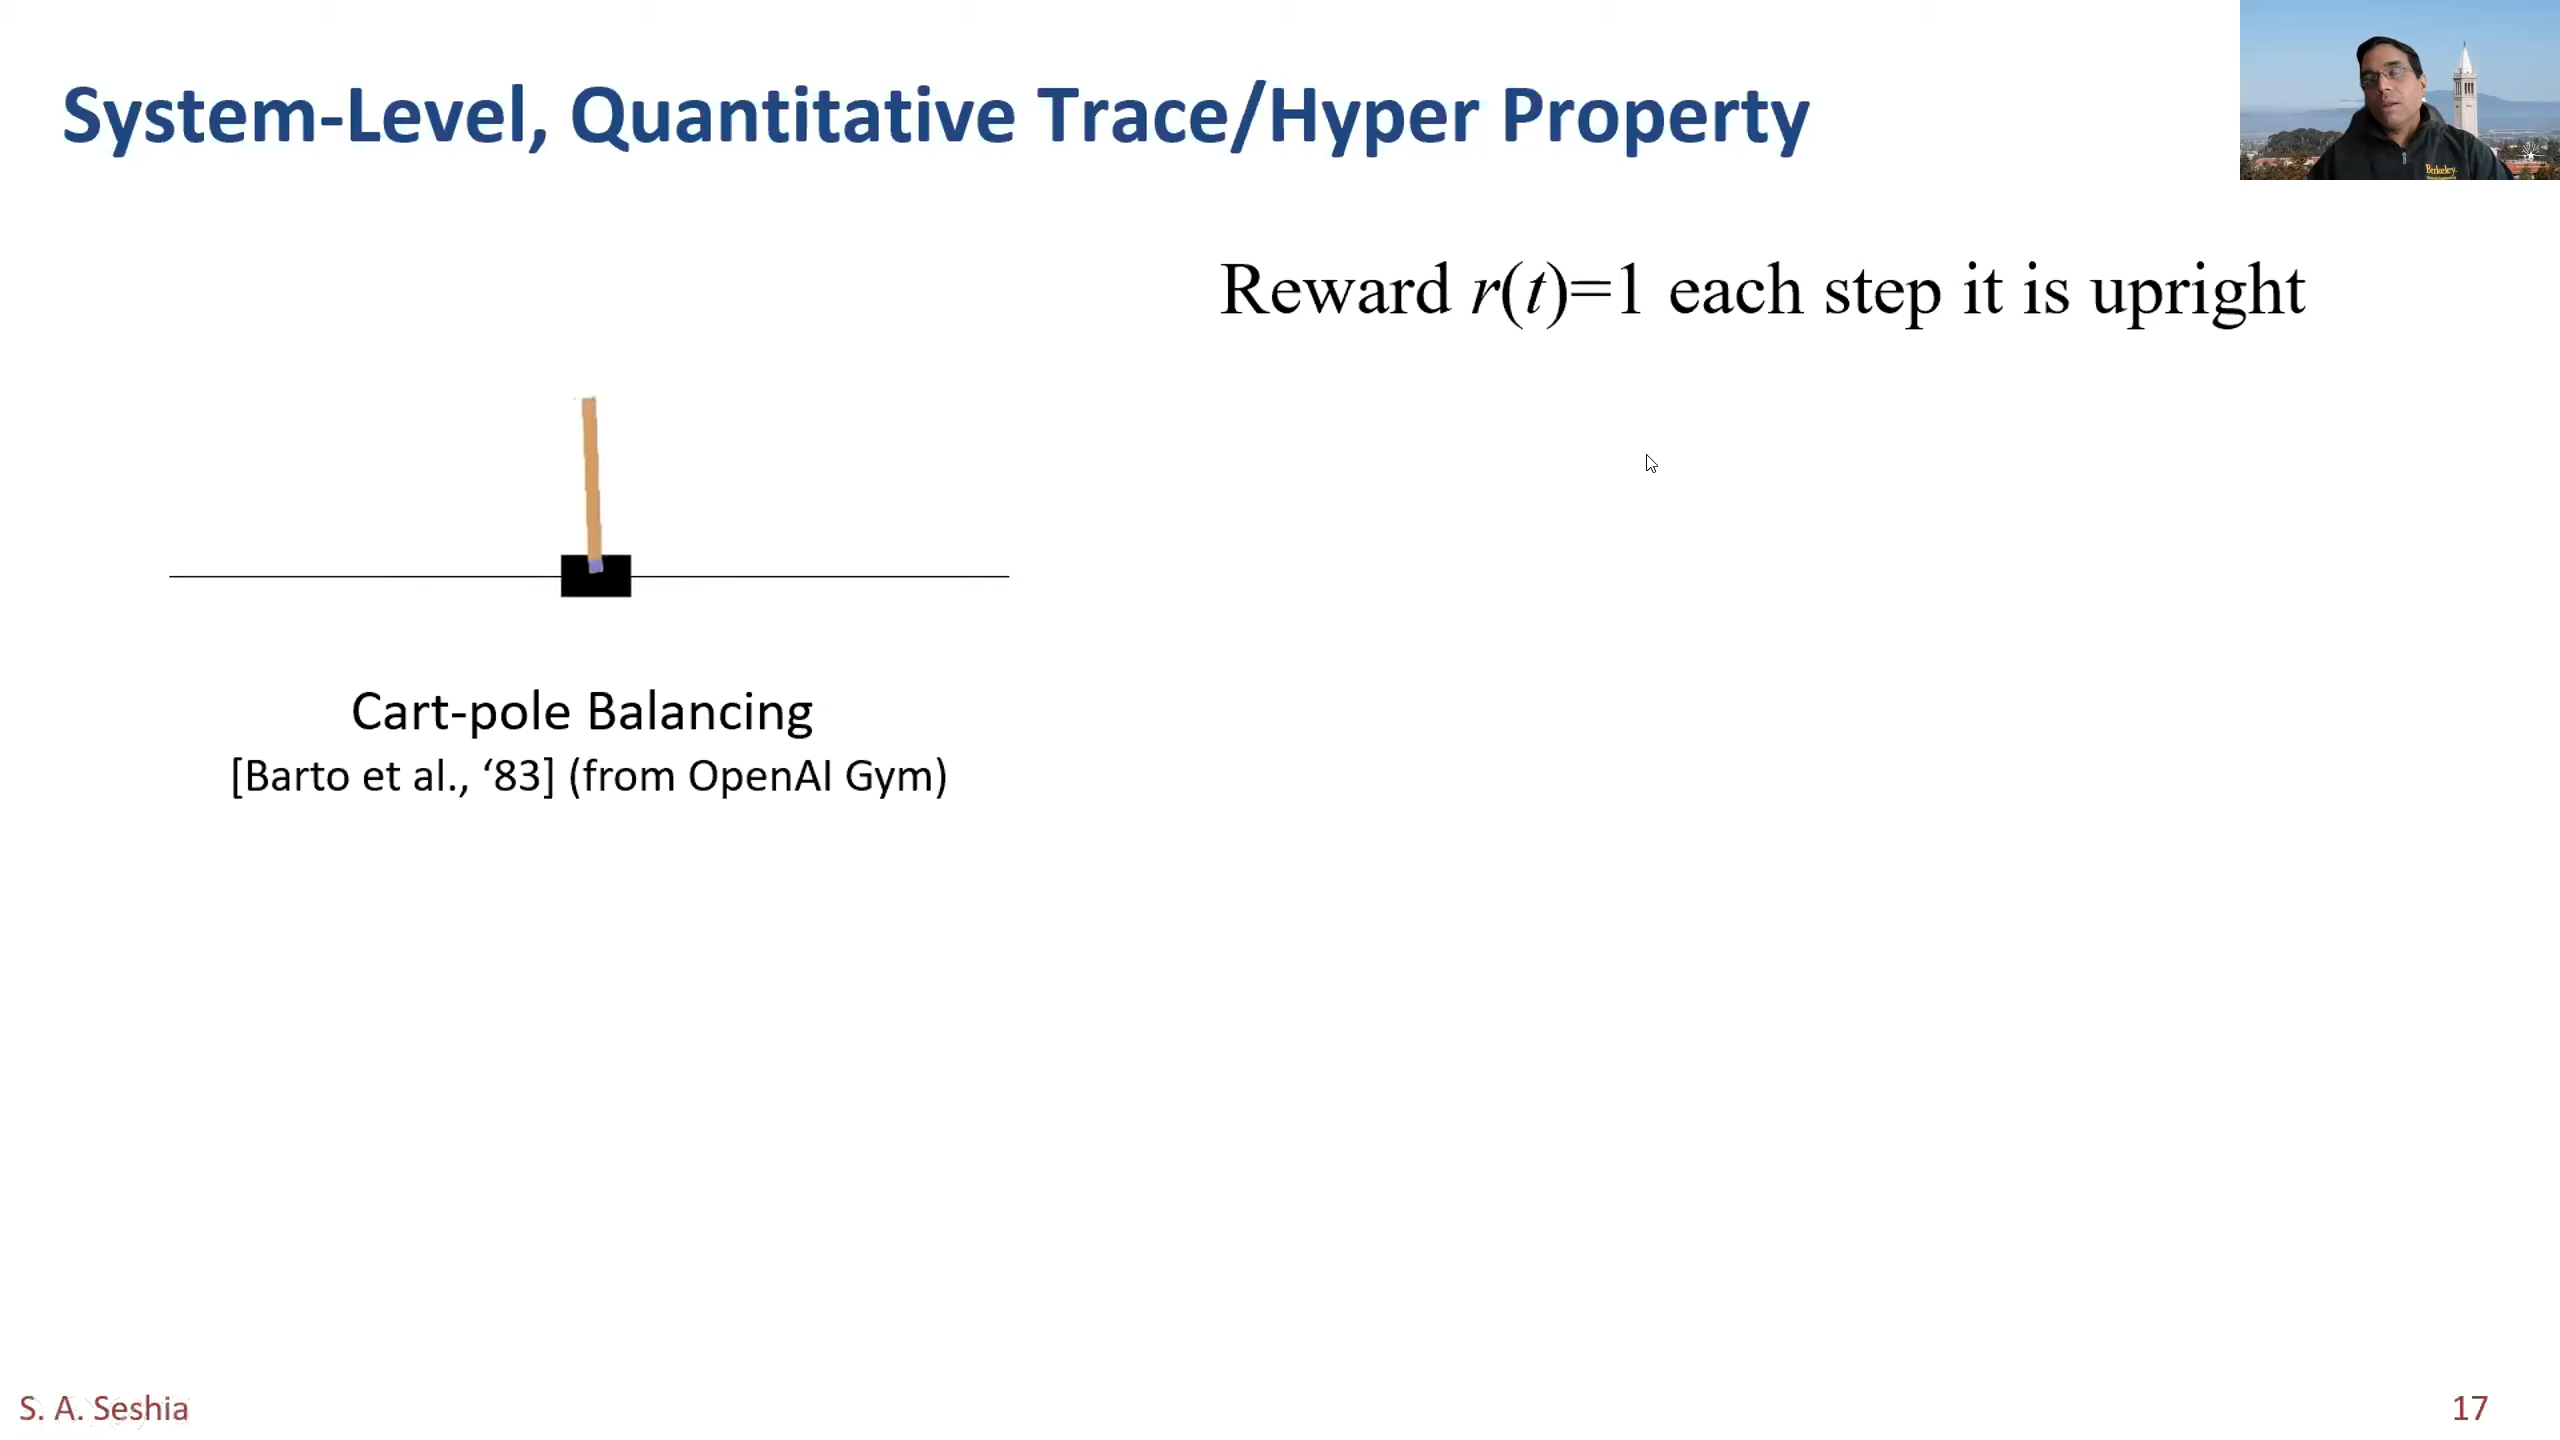 System-Level, Quantitative Trace/Hyper Property
Berkeley
Reward r(t)=1 each step it is upright
Cart-pole Balancing
[Barto et al., ‘83] (from OpenAI Gym)
S. A. Seshia
17